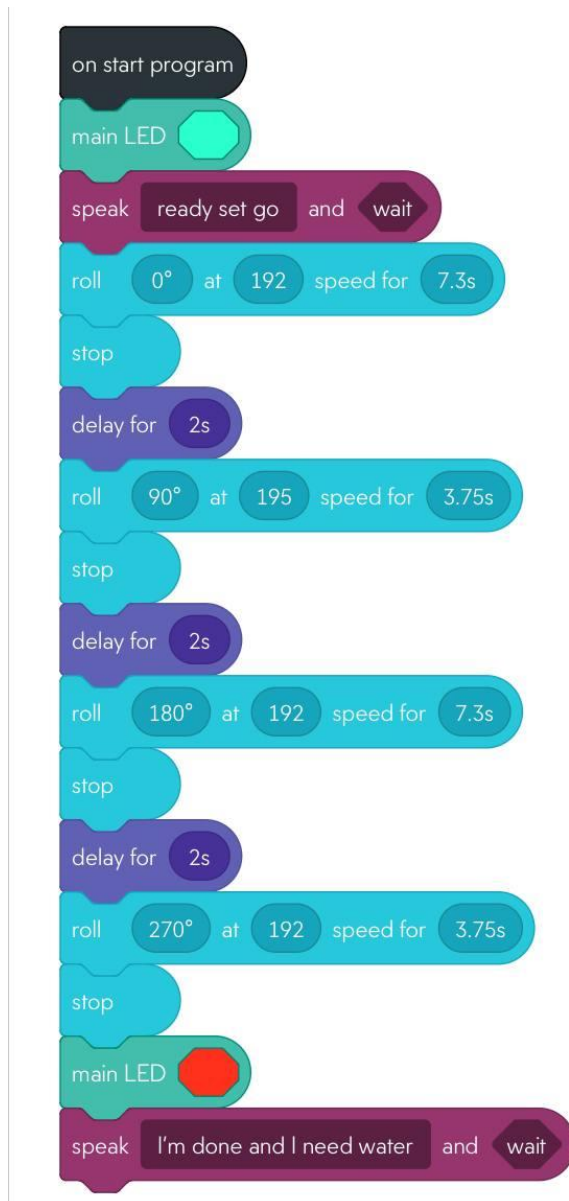 on start program
main LED
speak ready set go and wait
roll 0° at 192 speed for 7.3s
stop
delay for 2s
roll 90° at 195 speed for 3.75s
stop
delay for 2s
roll 180° at 192 speed for 7.3s
stop
delay for 2s
roll 270° at 192 speed for 3.75s
stop
main LED
speak I'm done and I need water and wait